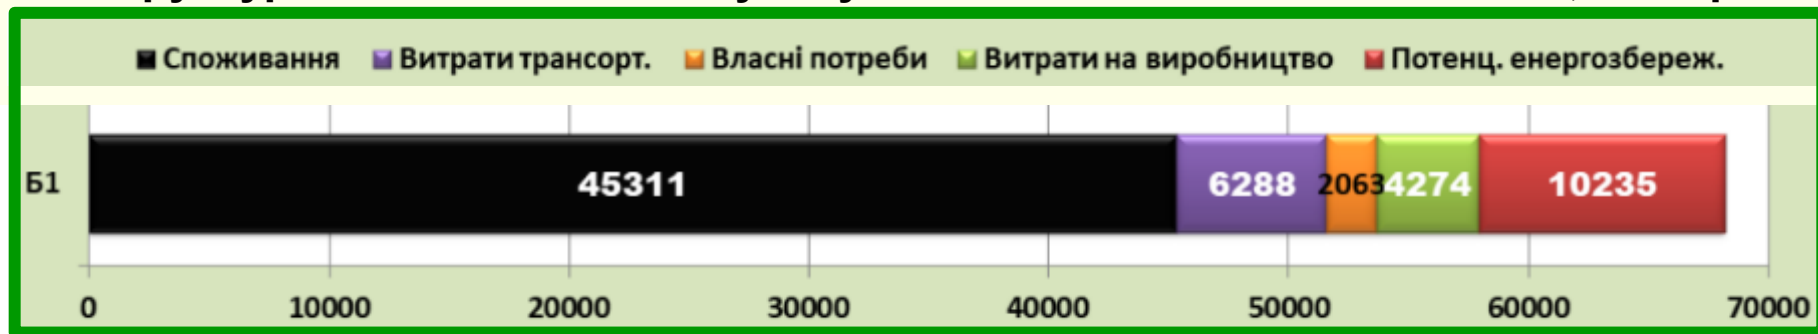 Споживання Витрати трансорт. Власні потреби Витрати на виробництво Потенц. енергозбереж.
Б1 45311 6288 2063 4274 10235
0 10000 20000 30000 40000 50000 60000 70000